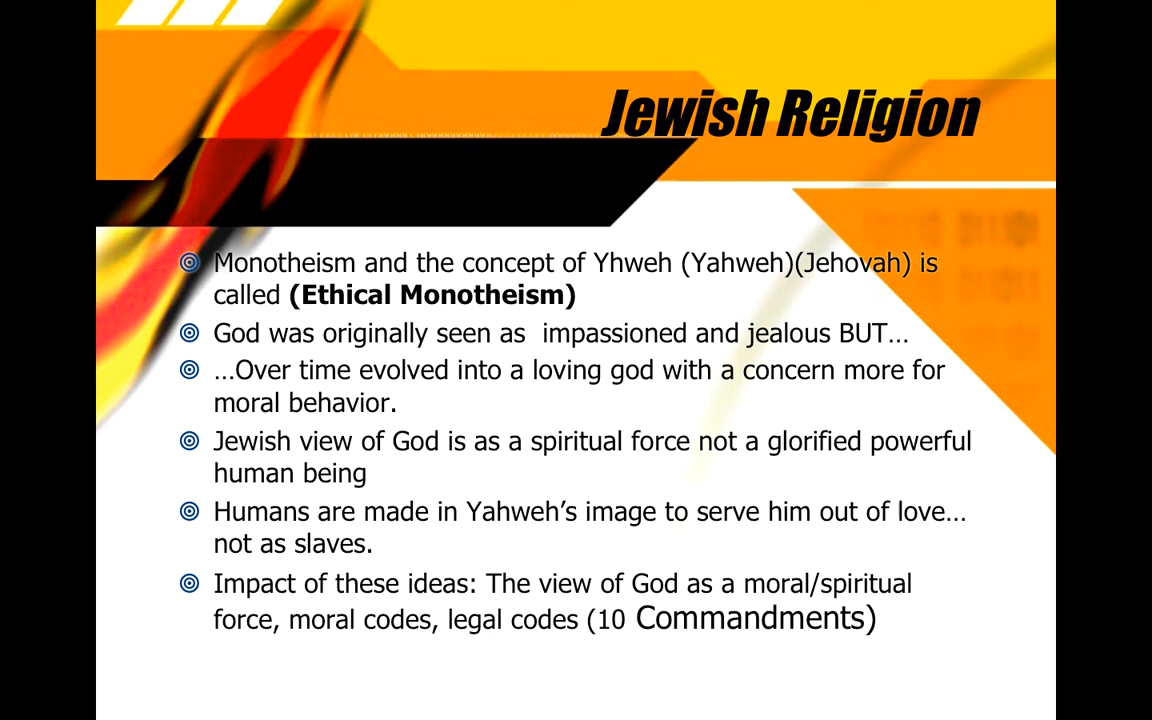 Jewish Religion
Monotheism and the concept of Yhweh (Yahweh)(Jehovah) is
called (Ethical Monotheism)
God was originally seen as  impassioned and jealous BUT…
…Over time evolved into a loving god with a concern more for
moral behavior.
Jewish view of God is as a spiritual force not a glorified powerful
human being
Humans are made in Yahweh’s image to serve him out of love…
not as slaves.
Impact of these ideas: The view of God as a moral/spiritual
force, moral codes, legal codes (10 Commandments)